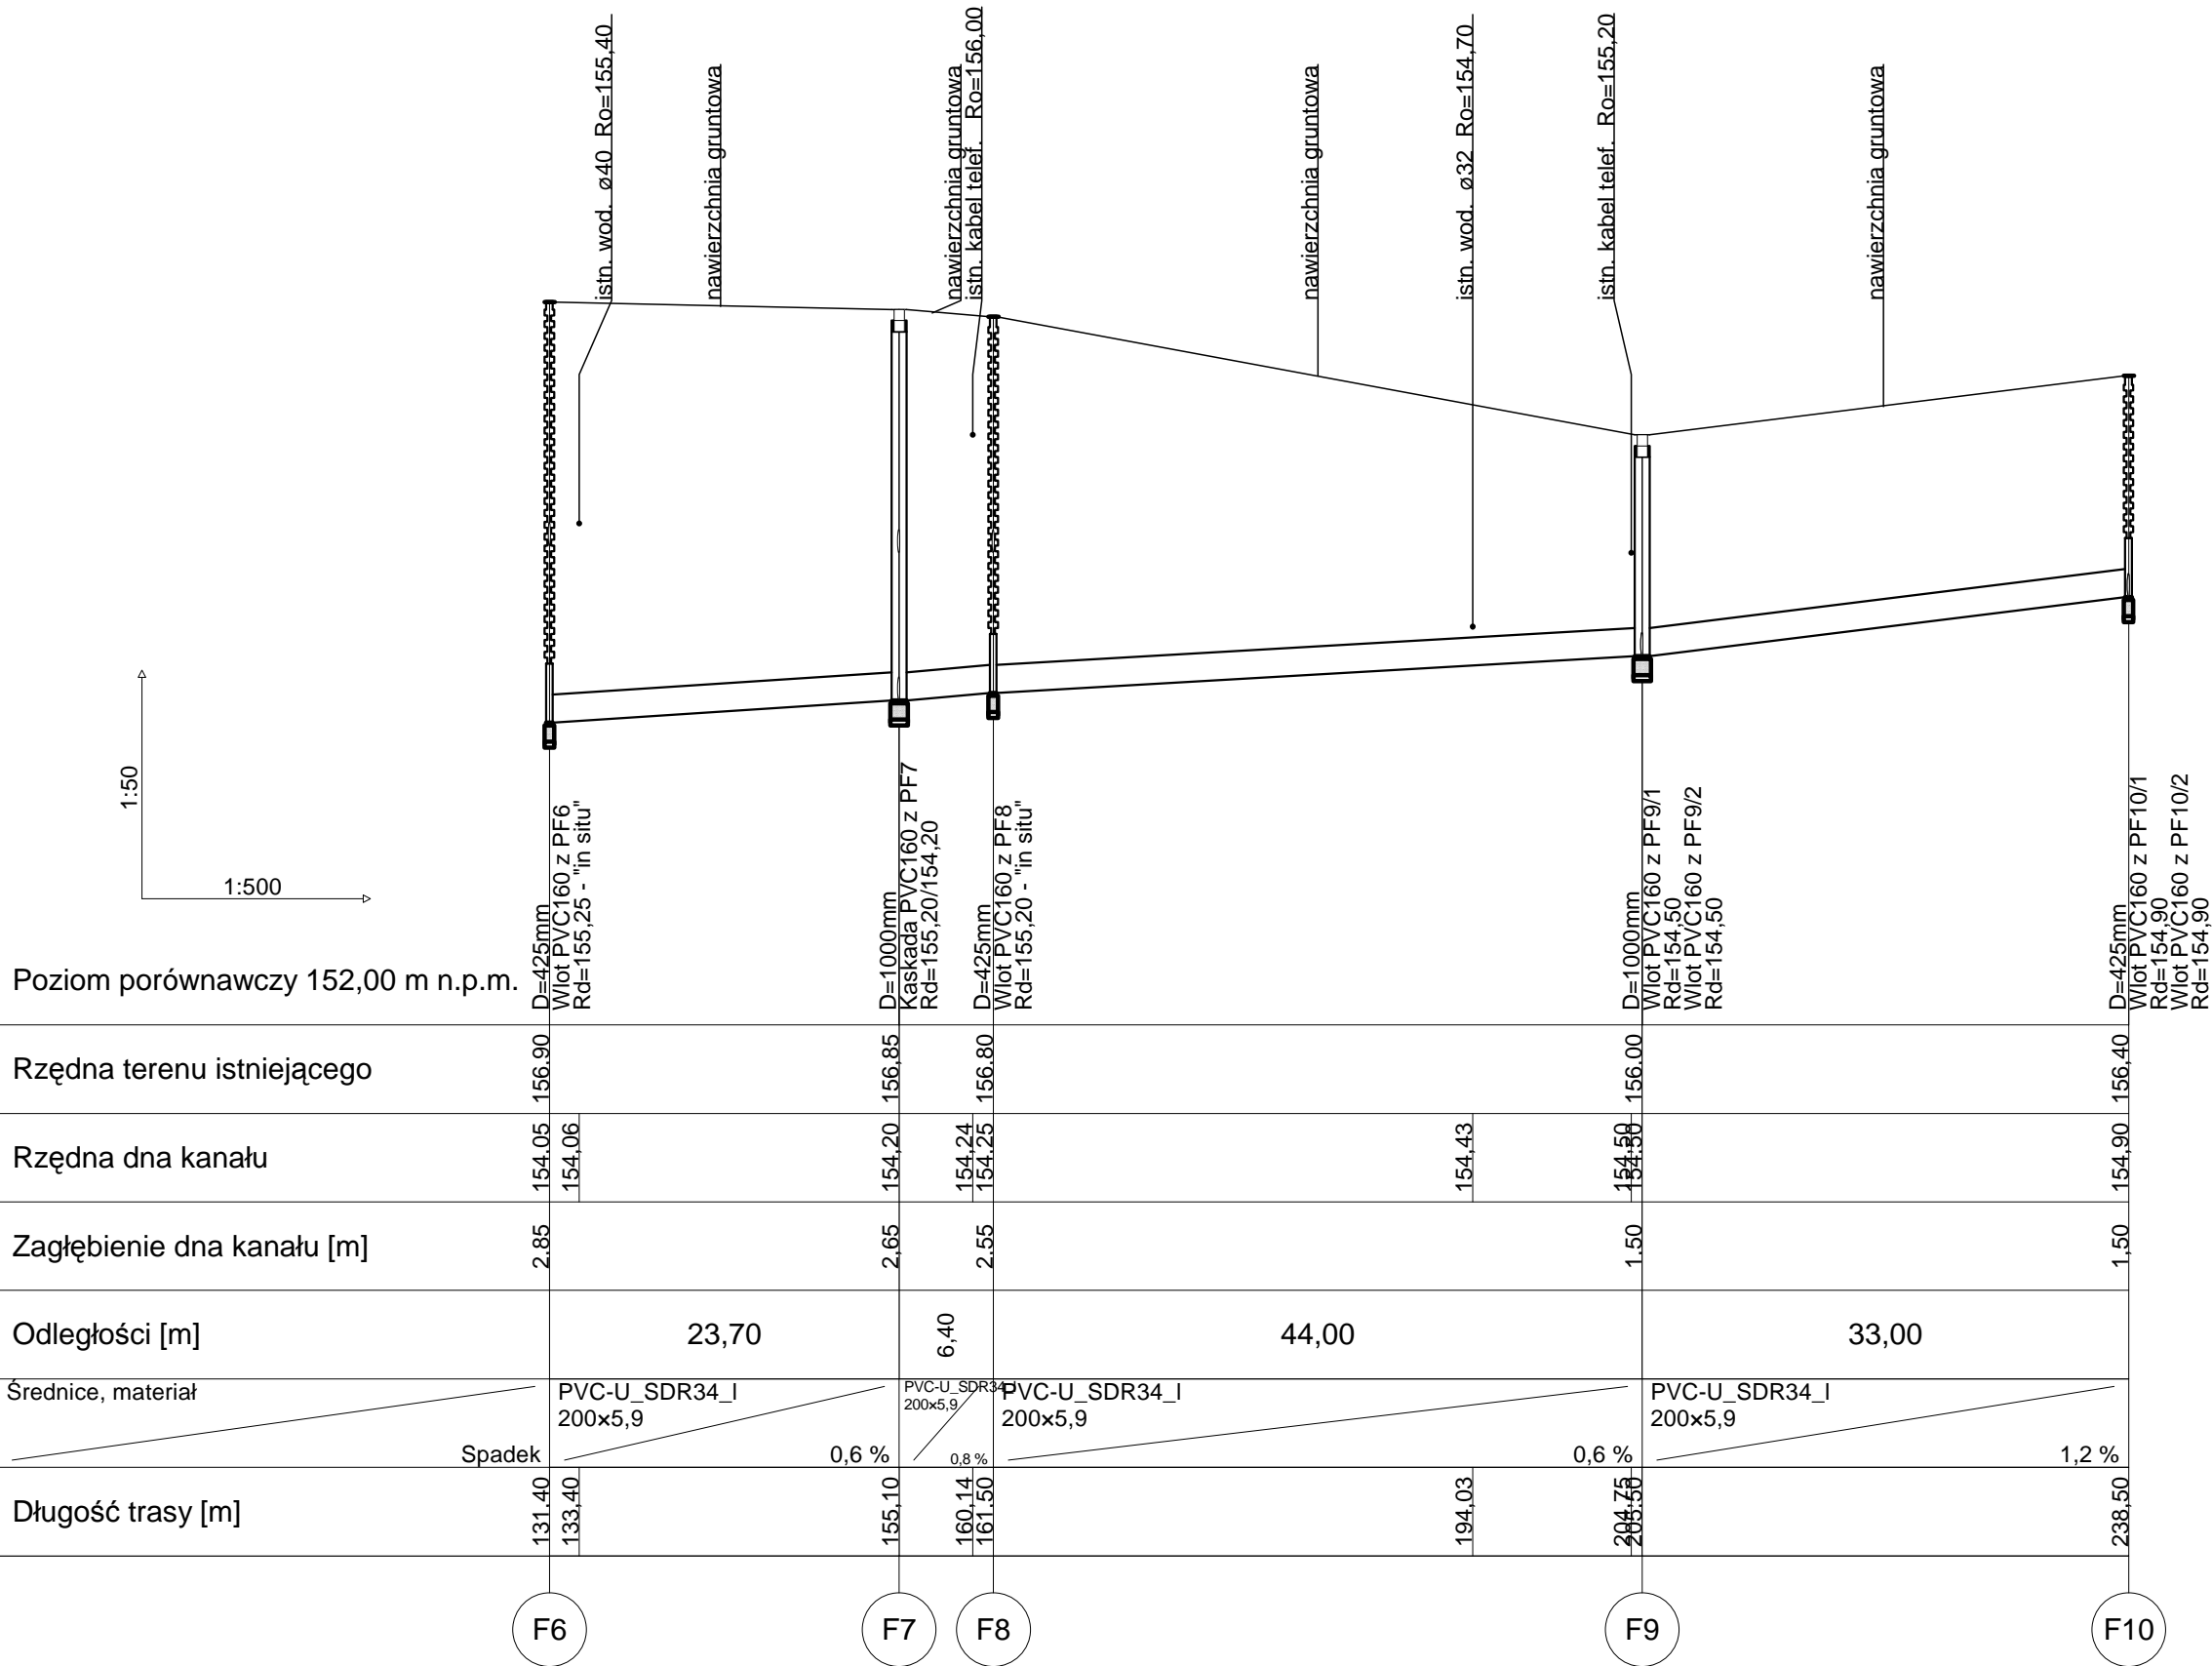 istn. wod. ø40 Ro=155,40
nawierzchnia gruntowa
nawierzchnia gruntowa
istn. kabel telef. Ro=156,00
nawierzchnia gruntowa
istn. wod. ø32 Ro=154,70
istn. kabel telef. Ro=155,20
nawierzchnia gruntowa
1:50
1:500
D=425mm
Wlot PVC160 z PF6
Rd=155,25 - "in situ"
D=1000mm
Kaskada PVC160 z PF7
Rd=155,20/154,20
D=425mm
Wlot PVC160 z PF8
Rd=155,20 - "in situ"
D=1000mm
Wlot PVC160 z PF9/1
Rd=154,50
Wlot PVC160 z PF9/2
Rd=154,50
D=425mm
Wlot PVC160 z PF10/1
Rd=154,90
Wlot PVC160 z PF10/2
Rd=154,90
Poziom porównawczy 152,00 m n.p.m.
Rzędna terenu istniejącego
156.90
156,85
156.80
156.00
156,40
Rzędna dna kanału
154.05
154,06
154,20
154,24
154.25
154,43
154,50
154.50
154,90
Zagłębienie dna kanału [m]
2.85
2,65
2.55
1.50
1,50
Odległości [m]
23,70
6,40
44,00
33,00
Średnice, materiał
Spadek
PVC-U_SDR34_l
200×5,9
0,6 %
PVC-U_SDR34_l
200×5,9
0,8 %
PVC-U_SDR34_l
200×5,9
0,6 %
PVC-U_SDR34_l
200×5,9
1,2 %
Długość trasy [m]
131.40
133,40
155,10
160,14
161.50
194,03
204,75
205.50
238,50
F6
F7
F8
F9
F10